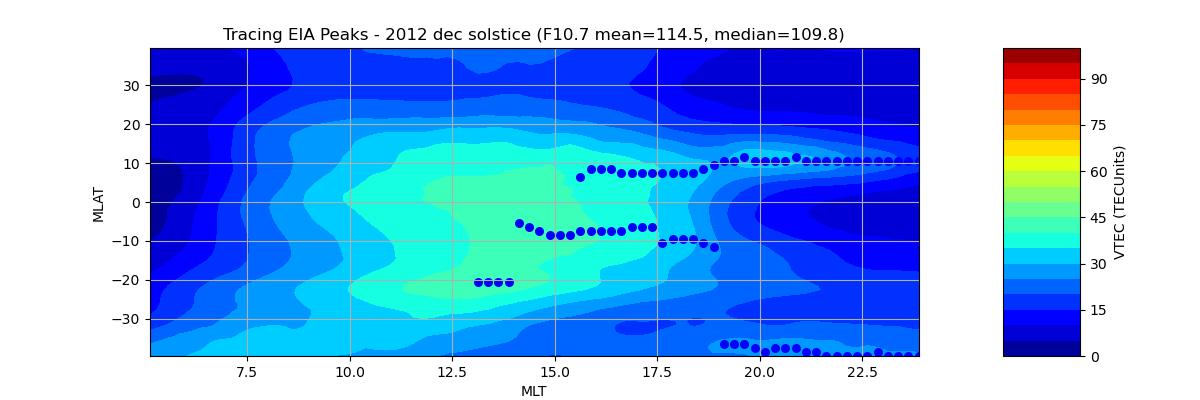 Tracing EIA Peaks - 2012 dec solstice (F10.7 mean=114.5, median=109.8)
30
20
10
0
−10
−20
−30
MLAT
7.5 10.0 12.5 15.0 17.5 20.0 22.5
MLT
90
75
60
45
30
15
0
VTEC (TECUnits)